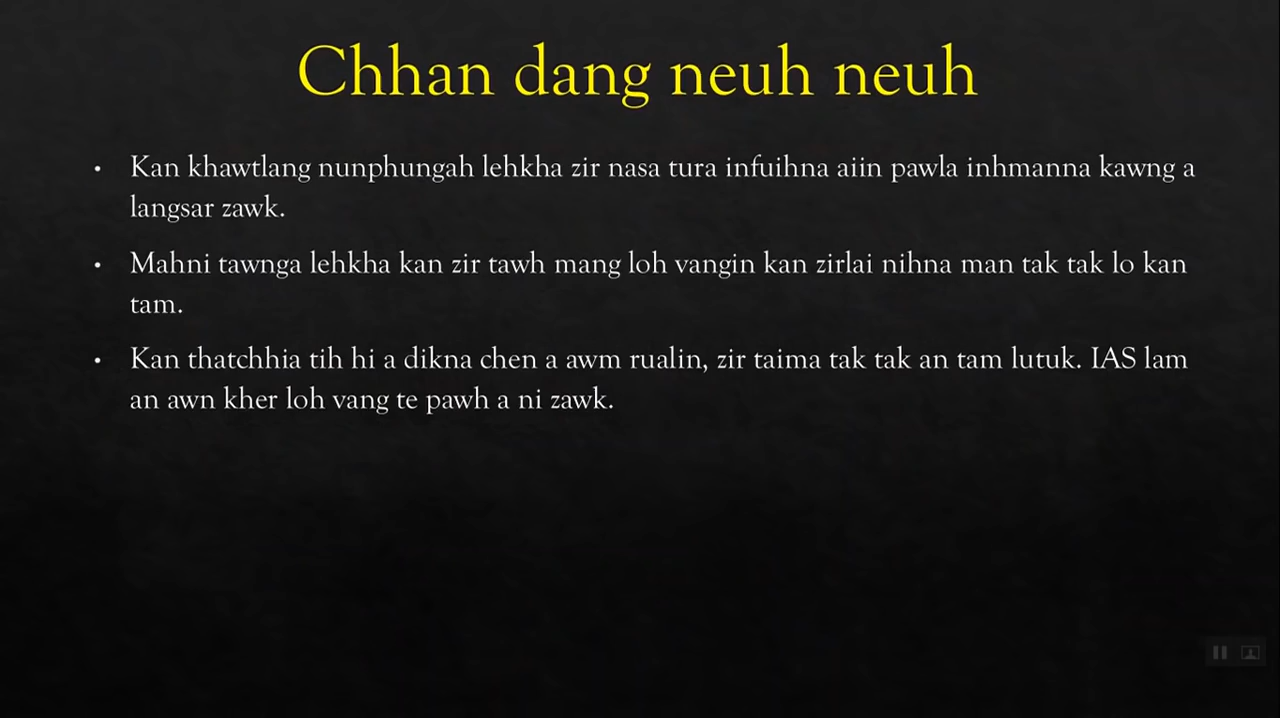 Chhan dang neuh neuh
• Kan khawtlang nunphungah lehkha zir nasa tura infuihna aiin pawla inhmanna kawng a
langsar zawk.
• Mahni tawnga lehkha kan zir tawh mang loh vangin kan zirlai nihna man tak tak lo kan
tam.
• Kan thatchhia tih hi a dikna chen a awm rualin, zir taima tak tak an tam lutuk. IAS lam
an awn kher loh vang te pawh a ni zawk.